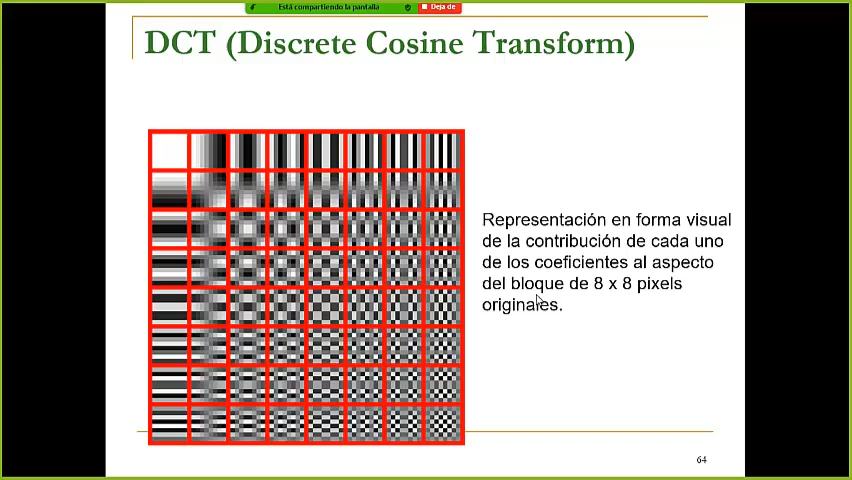 Está compartiendo la pantalla
Deja de
DCT (Discrete Cosine Transform)
Representación en forma visual
de la contribución de cada uno
de los coeficientes al aspecto
del bloque de 8 x 8 pixels
originales.
64